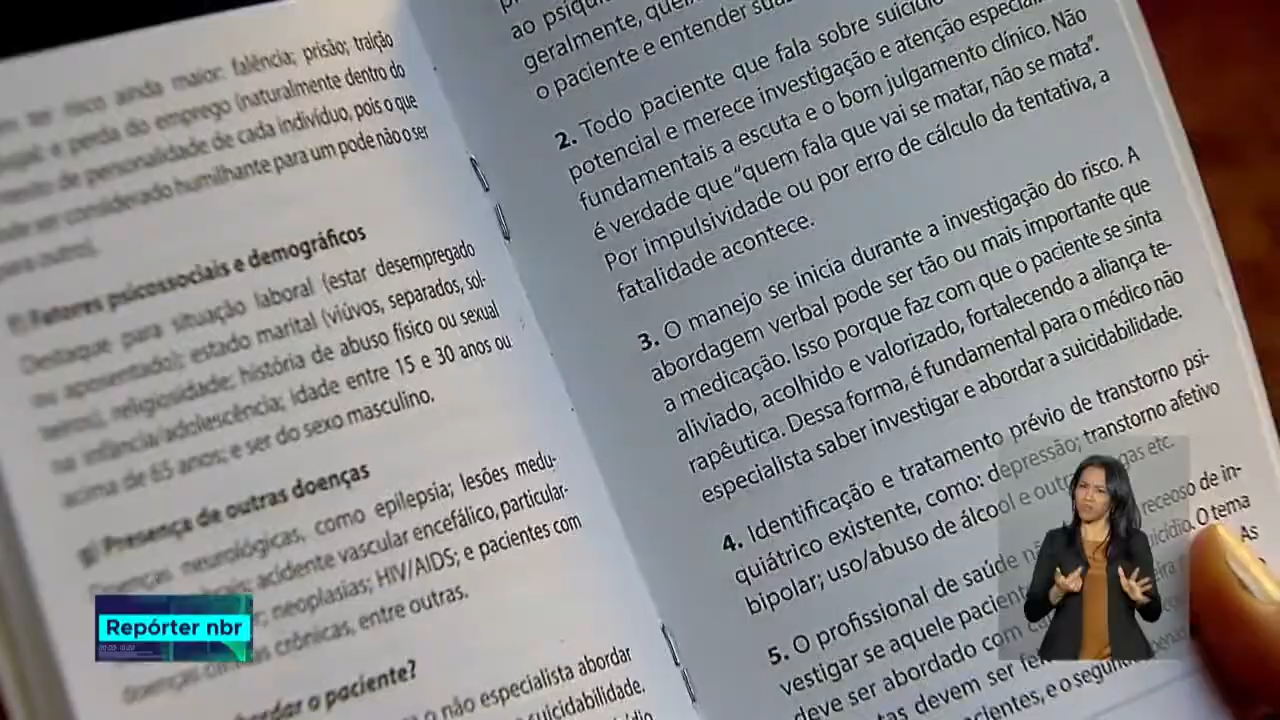 risco ainda maior: falência; prisão; traição
e perda do emprego (naturalmente dentro do
de personalidade de cada indivíduo, pois o que
ser considerado humilhante para um pode não o ser
para outro).
Fatores psicossociais e demográficos
Destaque para situação laboral (estar desempregado
ou aposentado); estado marital (viúvos, separados, sol-
teiros), religiosidade; história de abuso físico ou sexual
na infância/adolescência; idade entre 15 e 30 anos ou
acima de 65 anos; e ser do sexo masculino.
g) Presença de outras doenças
Doenças neurológicas, como epilepsia; lesões medu-
acidente vascular encefálico, particular-
neoplasias; HIV/AIDS; e pacientes com
doenças crônicas, entre outras.
abordar o paciente?
o não especialista abordar
suicidabilidade.
ao
geralmente,
o paciente e entender
2. Todo paciente que fala sobre suicídio
potencial e merece investigação e atenção
fundamentais a escuta e o bom julgamento clínico. Não
é verdade que “quem fala que vai se matar, não se mata”.
Por impulsividade ou por erro de cálculo da tentativa, a
fatalidade acontece.
3. O manejo se inicia durante a investigação do risco. A
abordagem verbal pode ser tão ou mais importante que
a medicação. Isso porque faz com que o paciente se sinta
aliviado, acolhido e valorizado, fortalecendo a aliança te-
rapêutica. Dessa forma, é fundamental para o médico não
especialista saber investigar e abordar a suicidabilidade.
4. Identificação e tratamento prévio de transtorno psi-
quiátrico existente, como: depressão; transtorno afetivo
bipolar; uso/abuso de álcool e etc.
5. O profissional de saúde receoso de in-
vestigar se aquele O tema
deve ser abordado com As
devem ser
e o
Repórter nbr